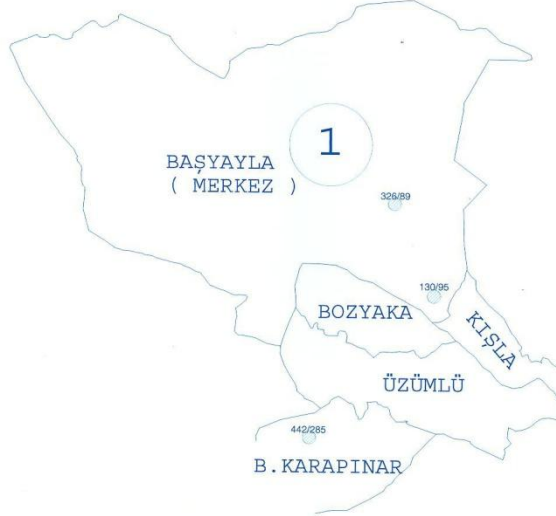 1
BAŞYAYLA
( MERKEZ )
326/89
130/95
BOZYAKA
KIŞLA
ÜZÜMLÜ
442/285
B.KARAPINAR